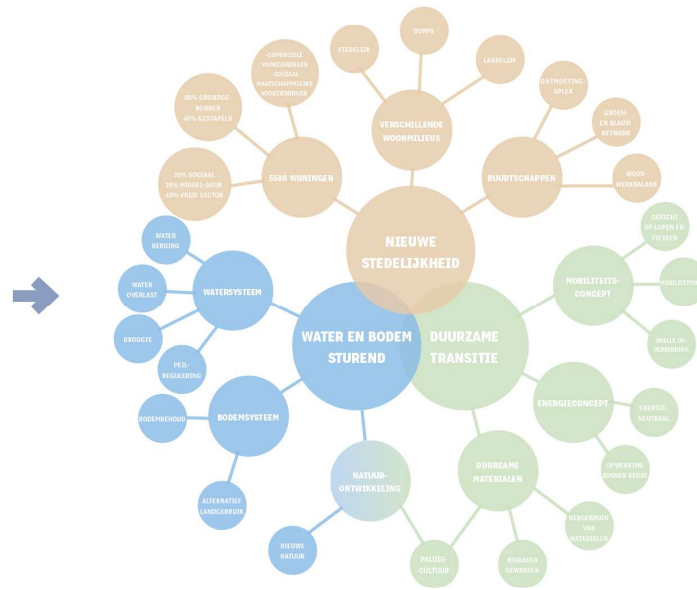 DORPS
STEDELIJK
LANDELIJK
-COMMERCIËLE
VOORZIENINGEN
- SOCIAAL
MAATSCHAPPELIJKE
VOORZIENINGEN
VERSCHILLENDE
WOONMILIEUS
ONTMOETING-
SPLEK
60% GRONDGE-
BONDEN
40% GESTAPELD
GROEN-
EN BLAUW
NETWERK
5500 WONINGEN
BUURTSCHAPPEN
WOON-
WERKBALANS
30% SOCIAAL
30% MIDDEL-DUUR-
40% VRIJE SECTOR
WATER
BERGING
NIEUWE
STEDELIJKHEID
GERICHT
OP LOPEN EN
FIETSEN
WATER
OVERLAST
WATERSYSTEEM
MOBILITEITS-
CONCEPT
DROOGTE
WATER EN BODEM
STUREND
DUURZAME
TRANSITIE
SNELLE OV-
VERBINDING
PEIL-
REGULERING
BODEMBEHOUD
BODEMSYSTEEM
ENERGIECONCEPT
ENERGIE-
NEUTRAAL
NATUUR-
ONTWIKKELING
DUURZAME
MATERIALEN
OPWEKKING
BINNEN REGIO
ALTERNATIEF
LANDGEBRUIK
HERGEBRUIK
VAN
MATERIALEN
NIEUWE
NATUUR
PALUDI-
CULTUUR
BIOBASED
GEWASSEN